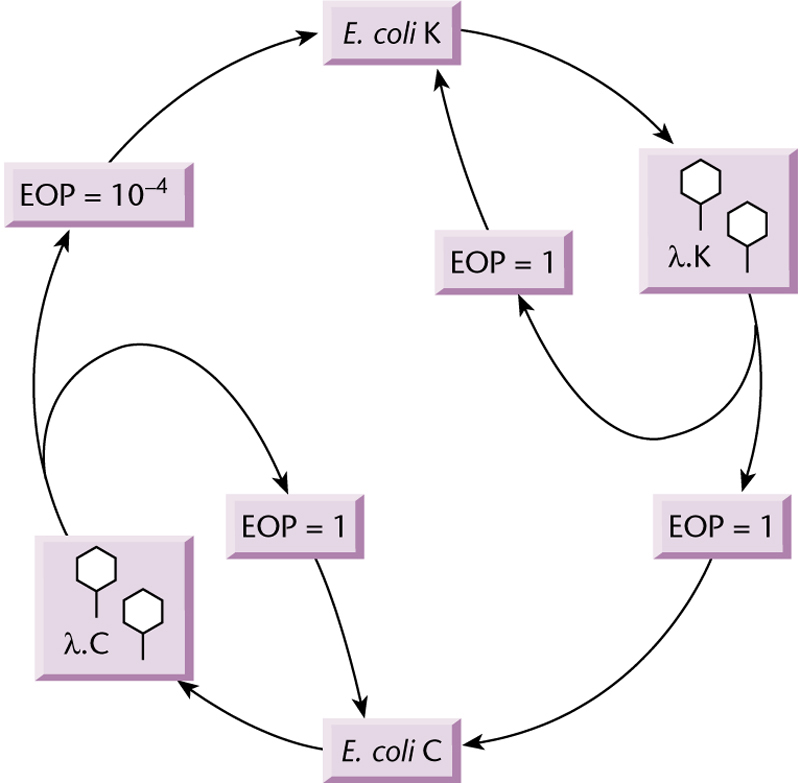 E. coli K
EOP = 10⁻⁴
EOP = 1
λ.K
EOP = 1
EOP = 1
λ.C
E. coli C